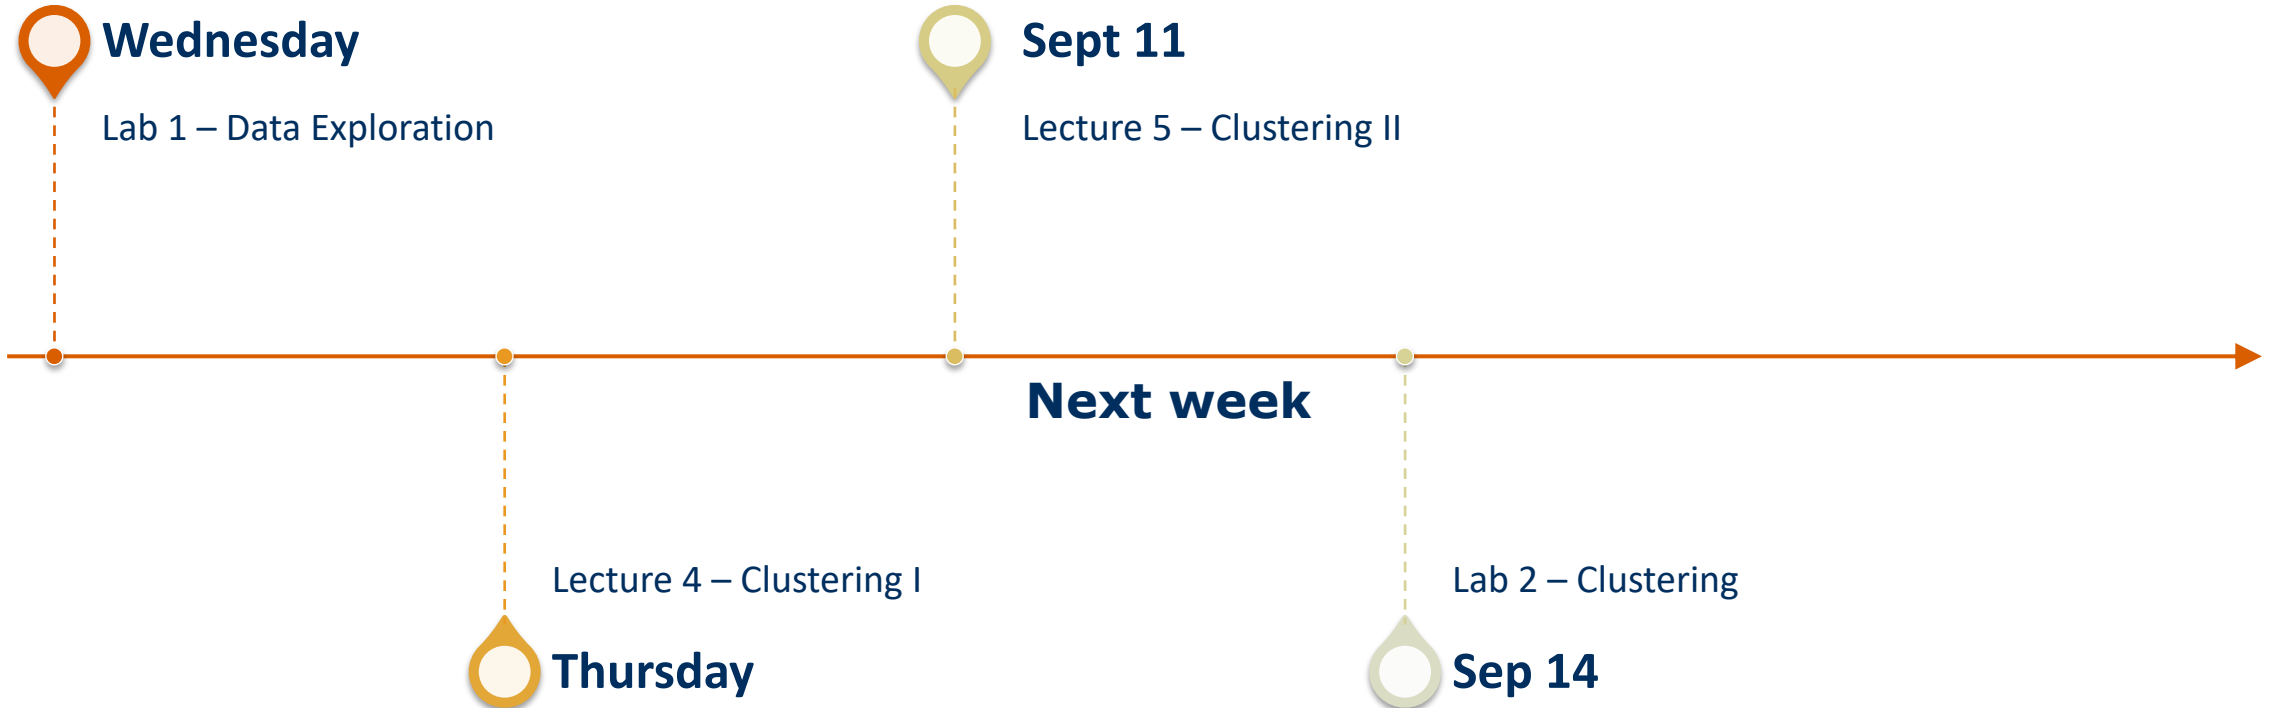 Wednesday
Lab 1 – Data Exploration
Sept 11
Lecture 5 – Clustering II
Next week
Lecture 4 – Clustering I
Thursday
Lab 2 – Clustering
Sep 14